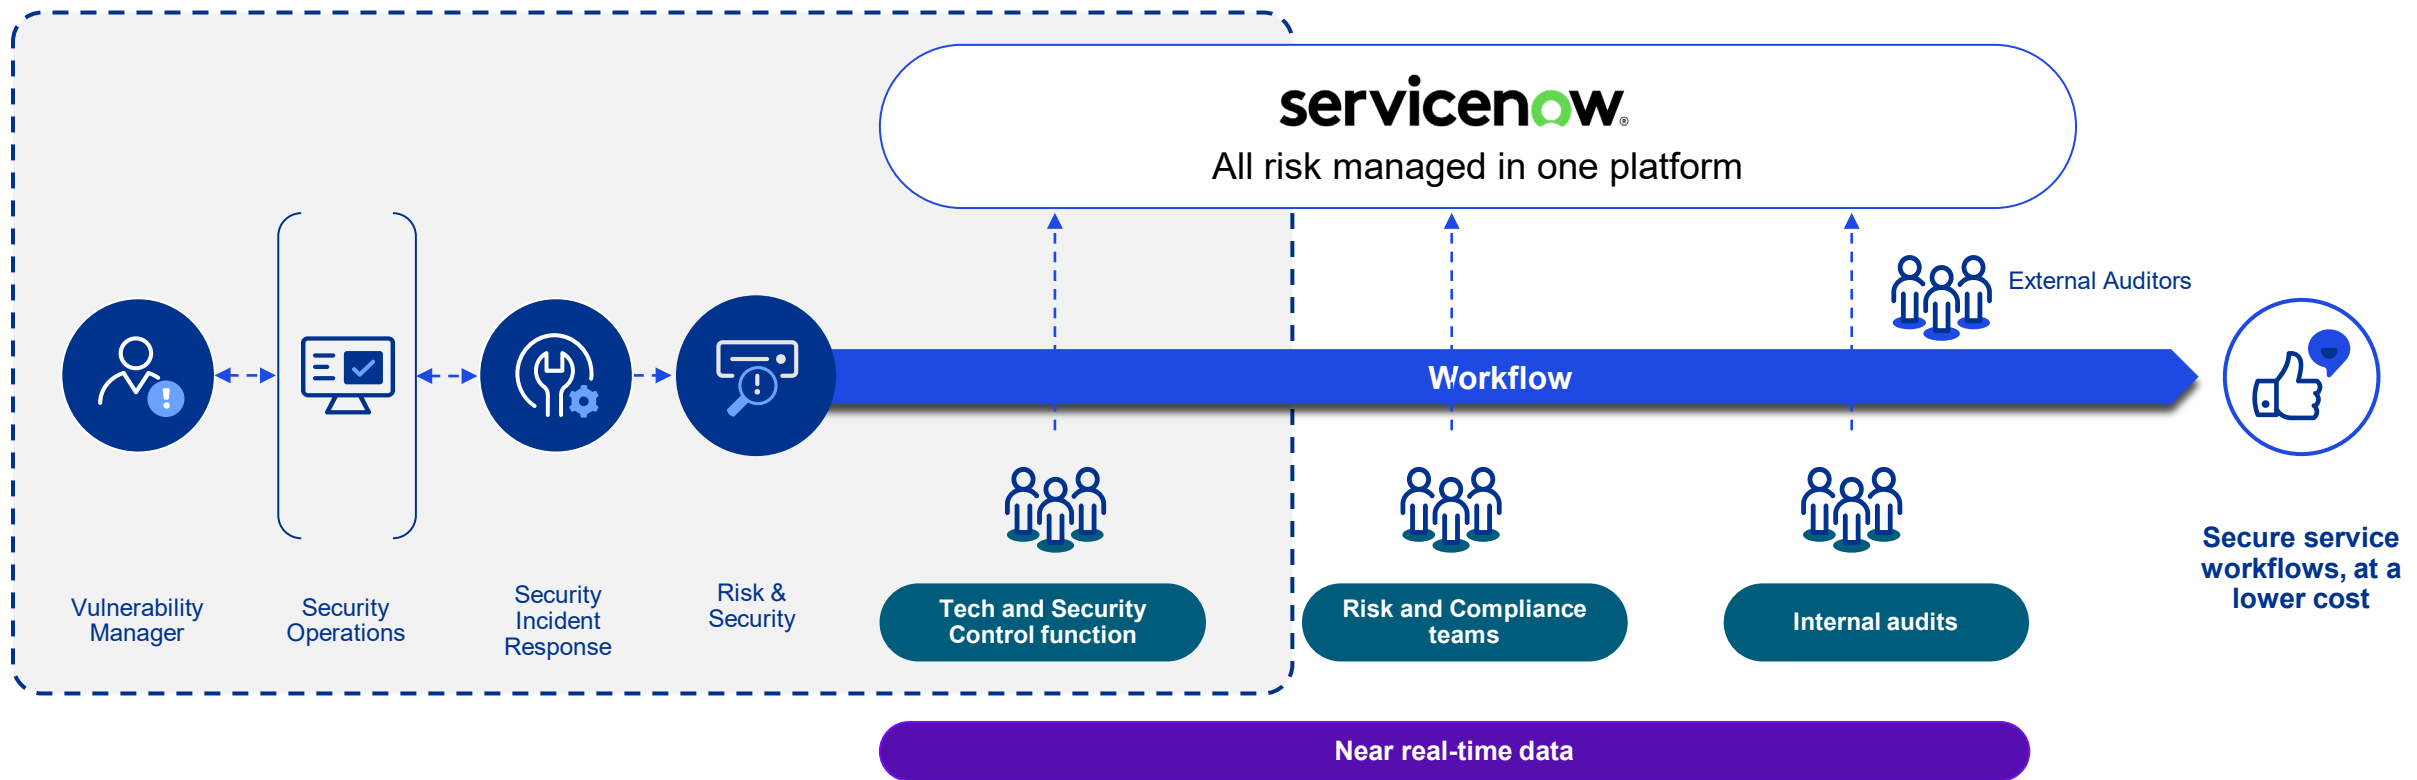 servicenow®
All risk managed in one platform
External Auditors
Workflow
Vulnerability
Manager
Security
Operations
Security
Incident
Response
Risk &
Security
Tech and Security
Control function
Risk and Compliance
teams
Internal audits
Secure service
workflows, at a
lower cost
Near real-time data